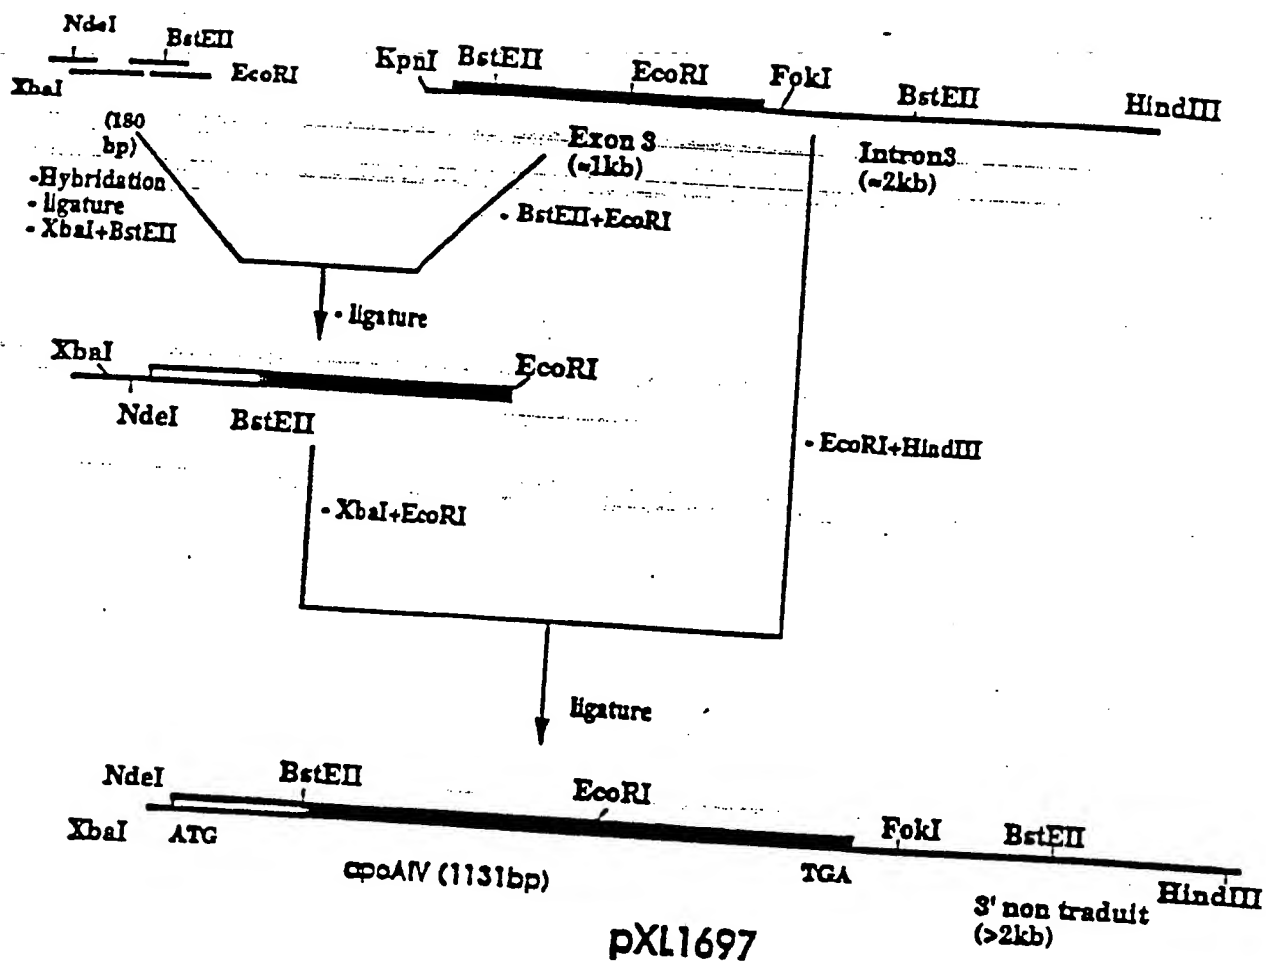 NdeI
BstEII
XbaI
EcoRI
(180
bp)
-Hybridation
- ligature
- XbaI+BstEII
KpnI
BstEII
EcoRI
FokI
BstEII
HindIII
Exon 3
(≈1kb)
Intron3
(≈2kb)
- BstEII+EcoRI
- ligature
XbaI
EcoRI
NdeI
BstEII
- EcoRI+HindIII
- XbaI+EcoRI
ligature
NdeI
BstEII
EcoRI
FokI
BstEII
XbaI
ATG
TGA
HindIII
apoAIV (1131bp)
3' non traduit
(>2kb)
pXL1697